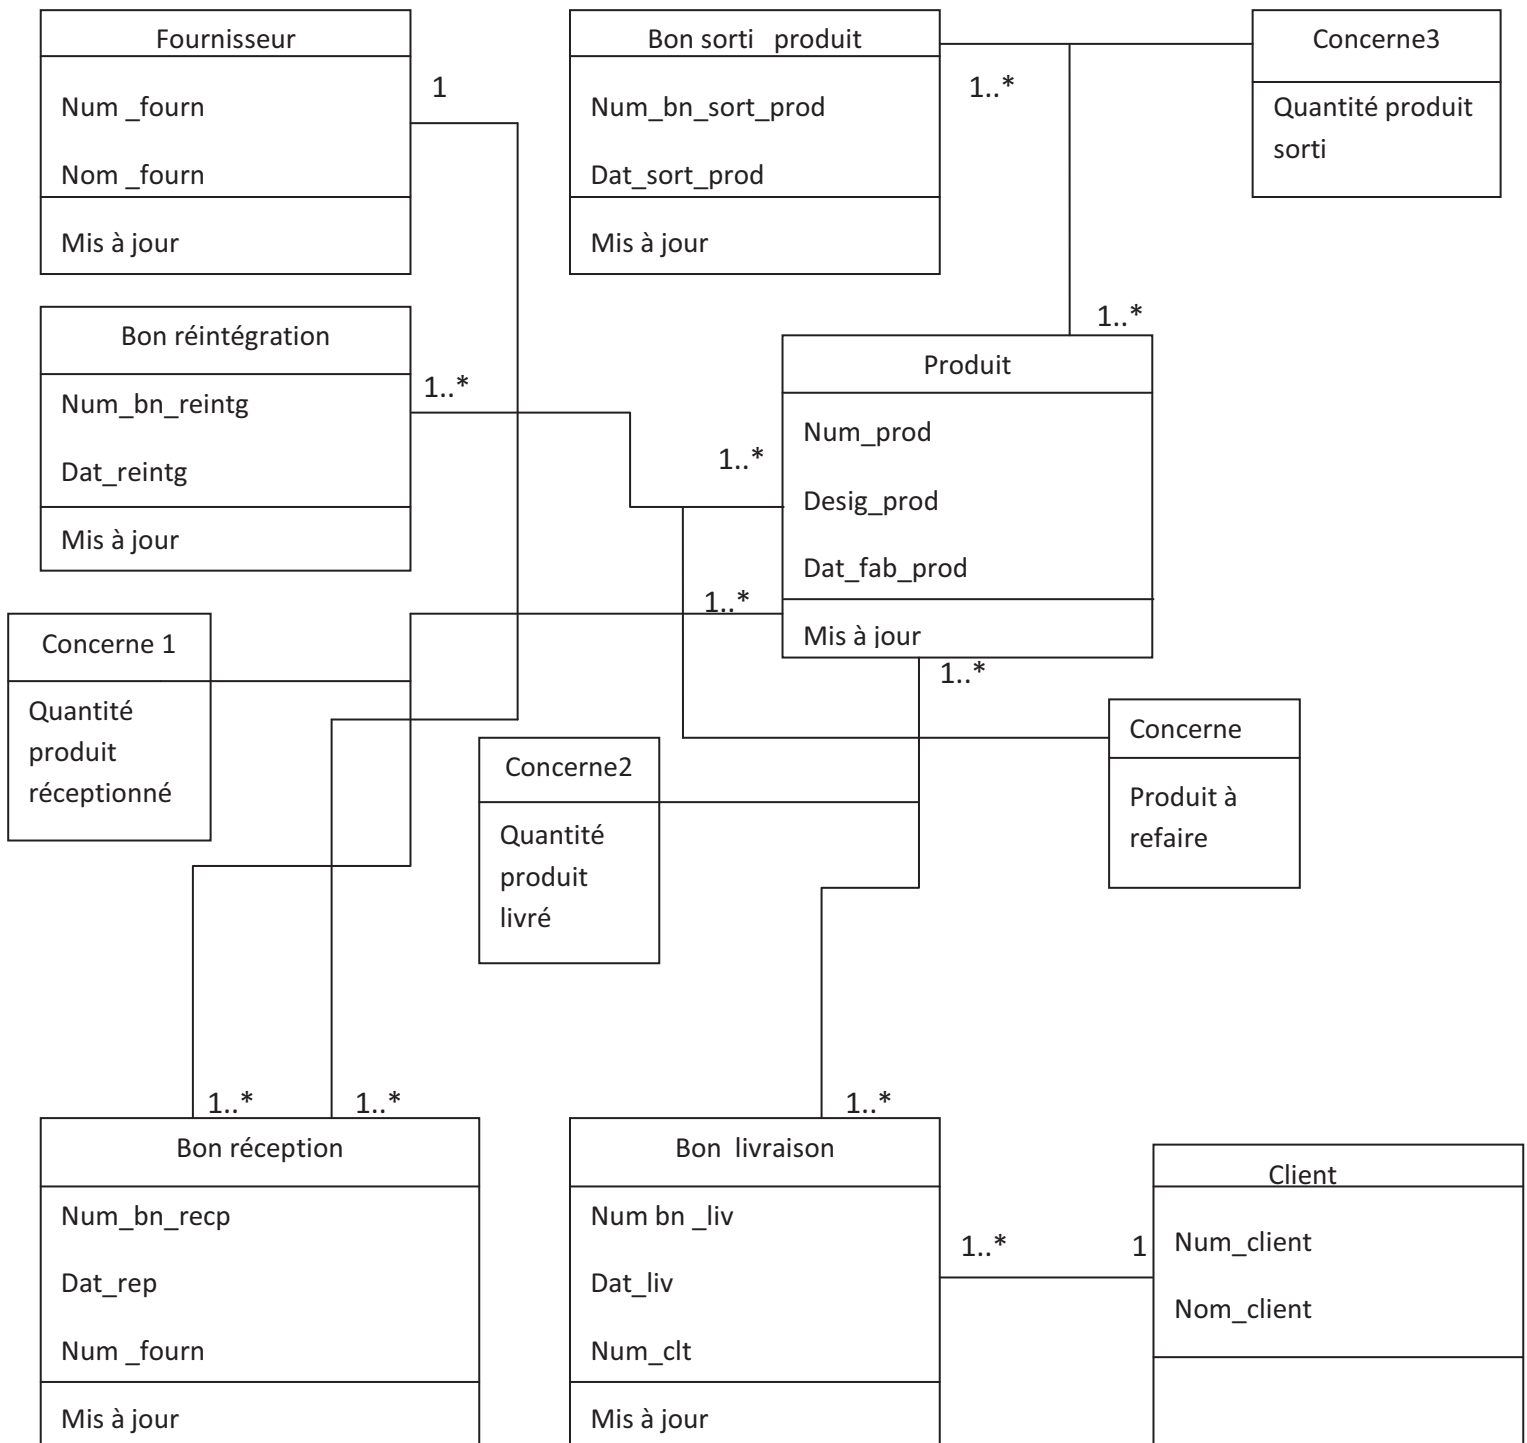 Fournisseur
Num _fourn
Nom _fourn
Mis à jour
1
Bon sorti produit
Num_bn_sort_prod
Dat_sort_prod
Mis à jour
1..*
Concerne3
Quantité produit
sorti
Bon réintégration
Num_bn_reintg
Dat_reintg
Mis à jour
1..*
1..*
1..*
Produit
Num_prod
Desig_prod
Dat_fab_prod
Mis à jour
1..*
1..*
Concerne 1
Quantité
produit
réceptionné
Concerne2
Quantité
produit
livré
Concerne
Produit à
refaire
1..*
1..*
Bon réception
Num_bn_recp
Dat_rep
Num _fourn
Mis à jour
1..*
Bon livraison
Num bn _liv
Dat_liv
Num_clt
Mis à jour
1..*
1
Client
Num_client
Nom_client